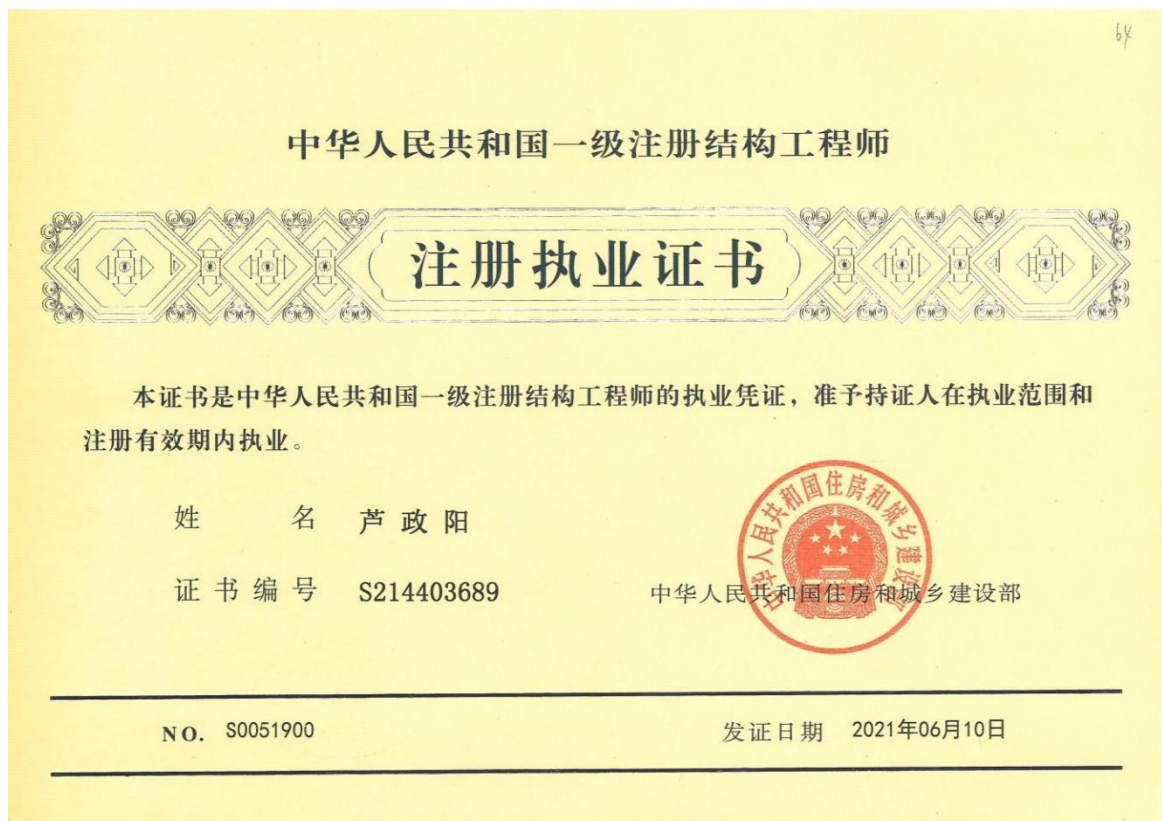 64
中华人民共和国一级注册结构工程师
注册执业证书
本证书是中华人民共和国一级注册结构工程师的执业凭证，准予持证人在执业范围和
注册有效期内执业。
姓 名 芦政阳
证书编号 S214403689
中华人民共和国住房和城乡建设部
中华人民共和国住房和城乡建设部
NO. S0051900
发证日期 2021年06月10日